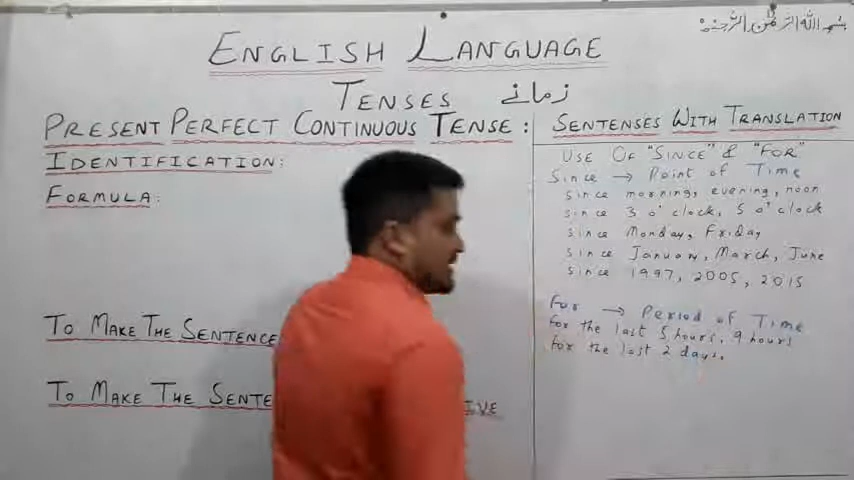 بسم الله الرحمن الرحيم
ENGLISH LANGUAGE
TENSES زمانے
PRESENT PERFECT CONTINUOUS TENSE:
IDENTIFICATION:
FORMULA:
TO MAKE THE SENTENCE
TO MAKE THE SENTE IVE
SENTENSES WITH TRANSLATION
USE OF "SINCE" & "FOR"
Since → Point of Time
since morning, evening, noon
since 3 o'clock, 5 o'clock
since Monday, Friday
since January, March, June
since 1997, 2005, 2015
For → Period of Time
for the last 5 hours, 9 hours
for the last 2 days.